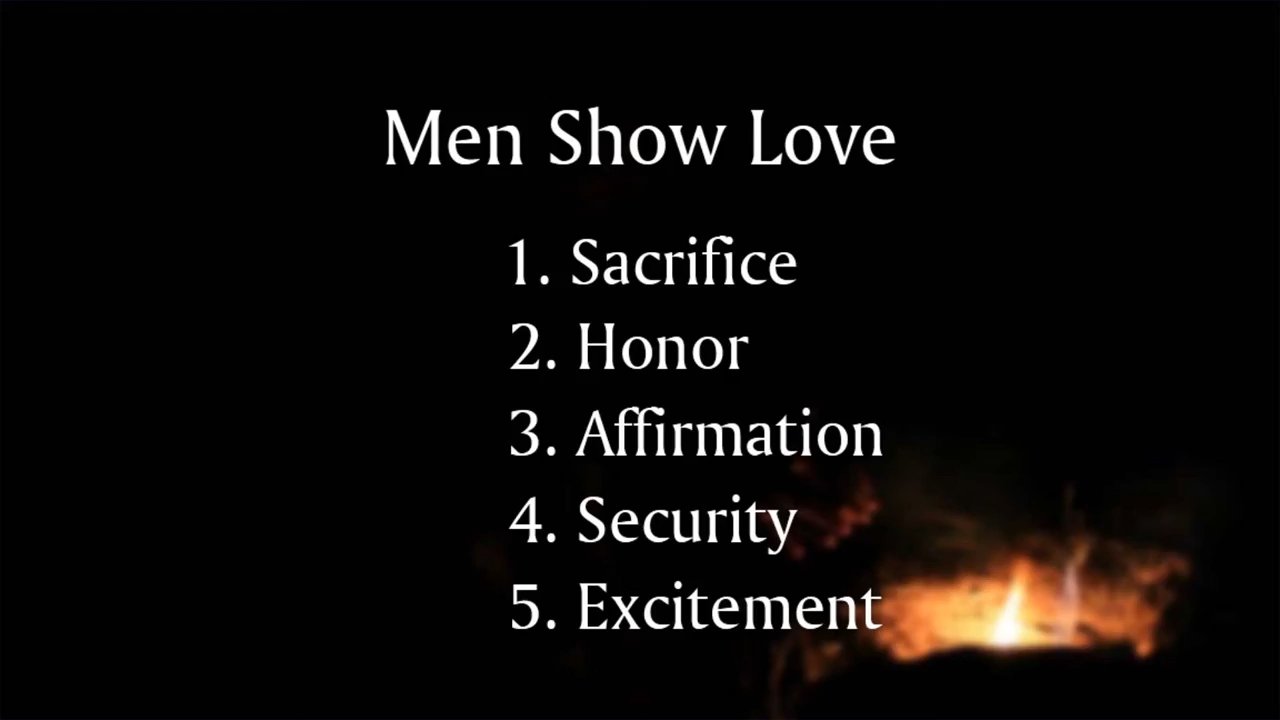 Men Show Love
1. Sacrifice
2. Honor
3. Affirmation
4. Security
5. Excitement